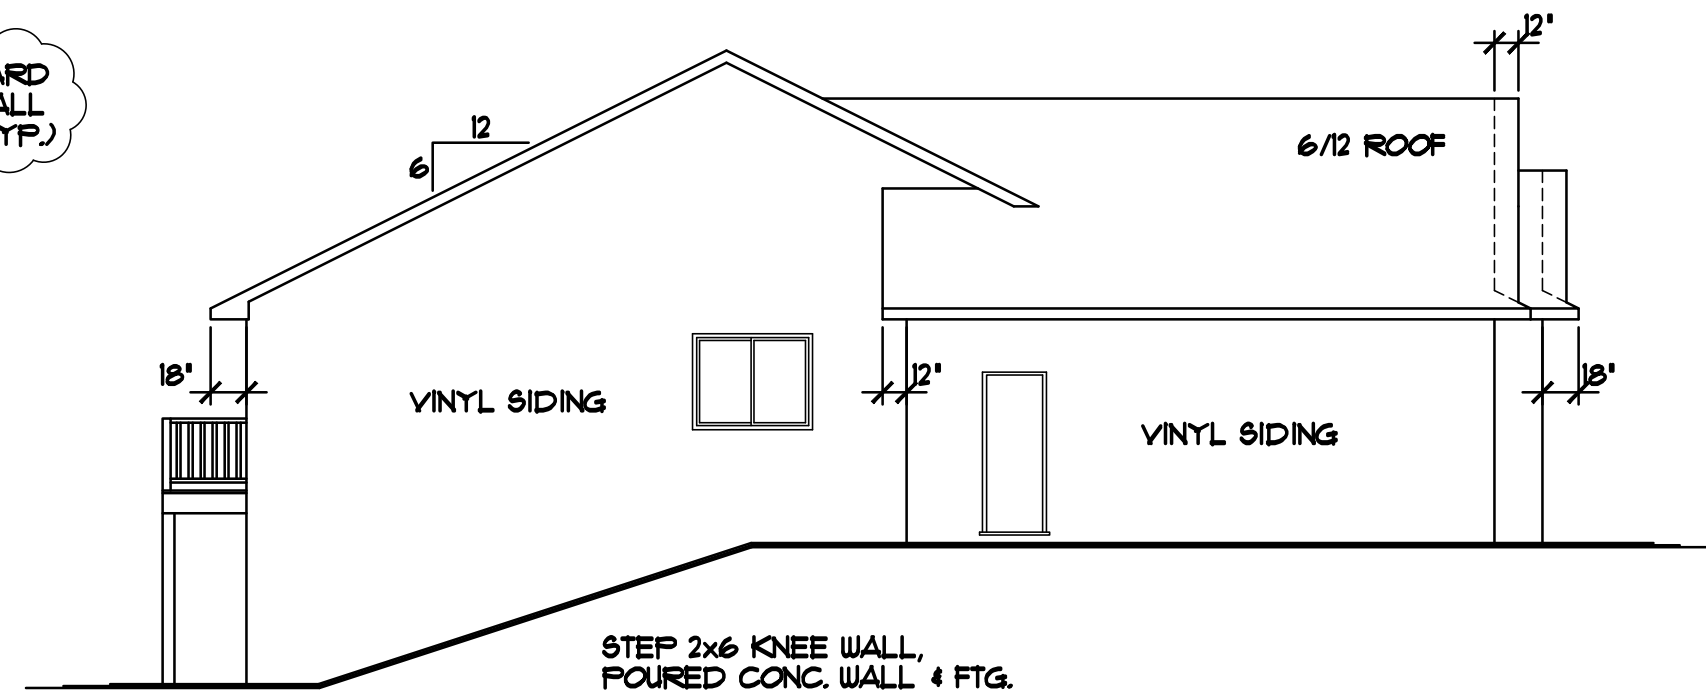 12"
ALL
12
6
6/12 ROOF
18"
12"
18"
VINYL SIDING
VINYL SIDING
STEP 2x6 KNEE WALL,
POURED CONC. WALL & FTG.